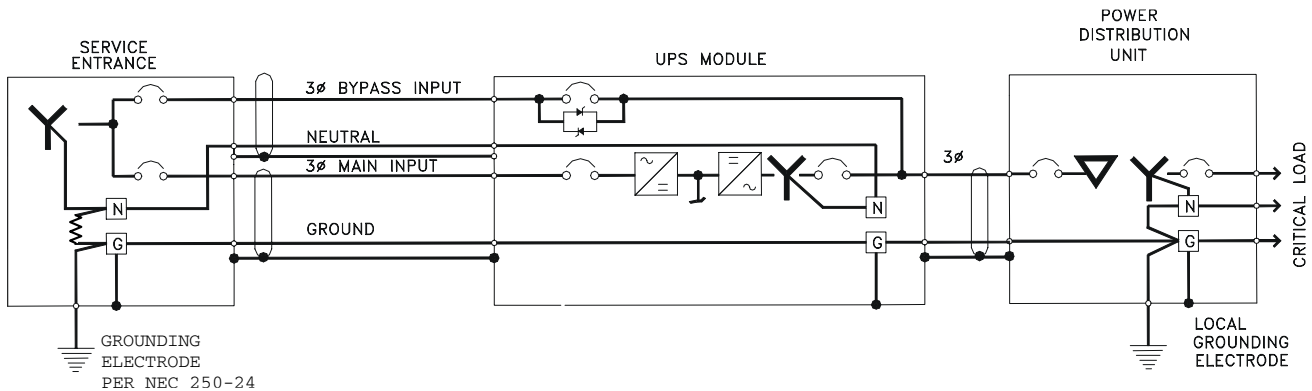 SERVICE
ENTRANCE
UPS MODULE
POWER
DISTRIBUTION
UNIT
3ø BYPASS INPUT
NEUTRAL
3ø MAIN INPUT
3ø
N
N
N
GROUND
G
G
G
CRITICAL LOAD
GROUNDING
ELECTRODE
PER NEC 250-24
LOCAL
GROUNDING
ELECTRODE